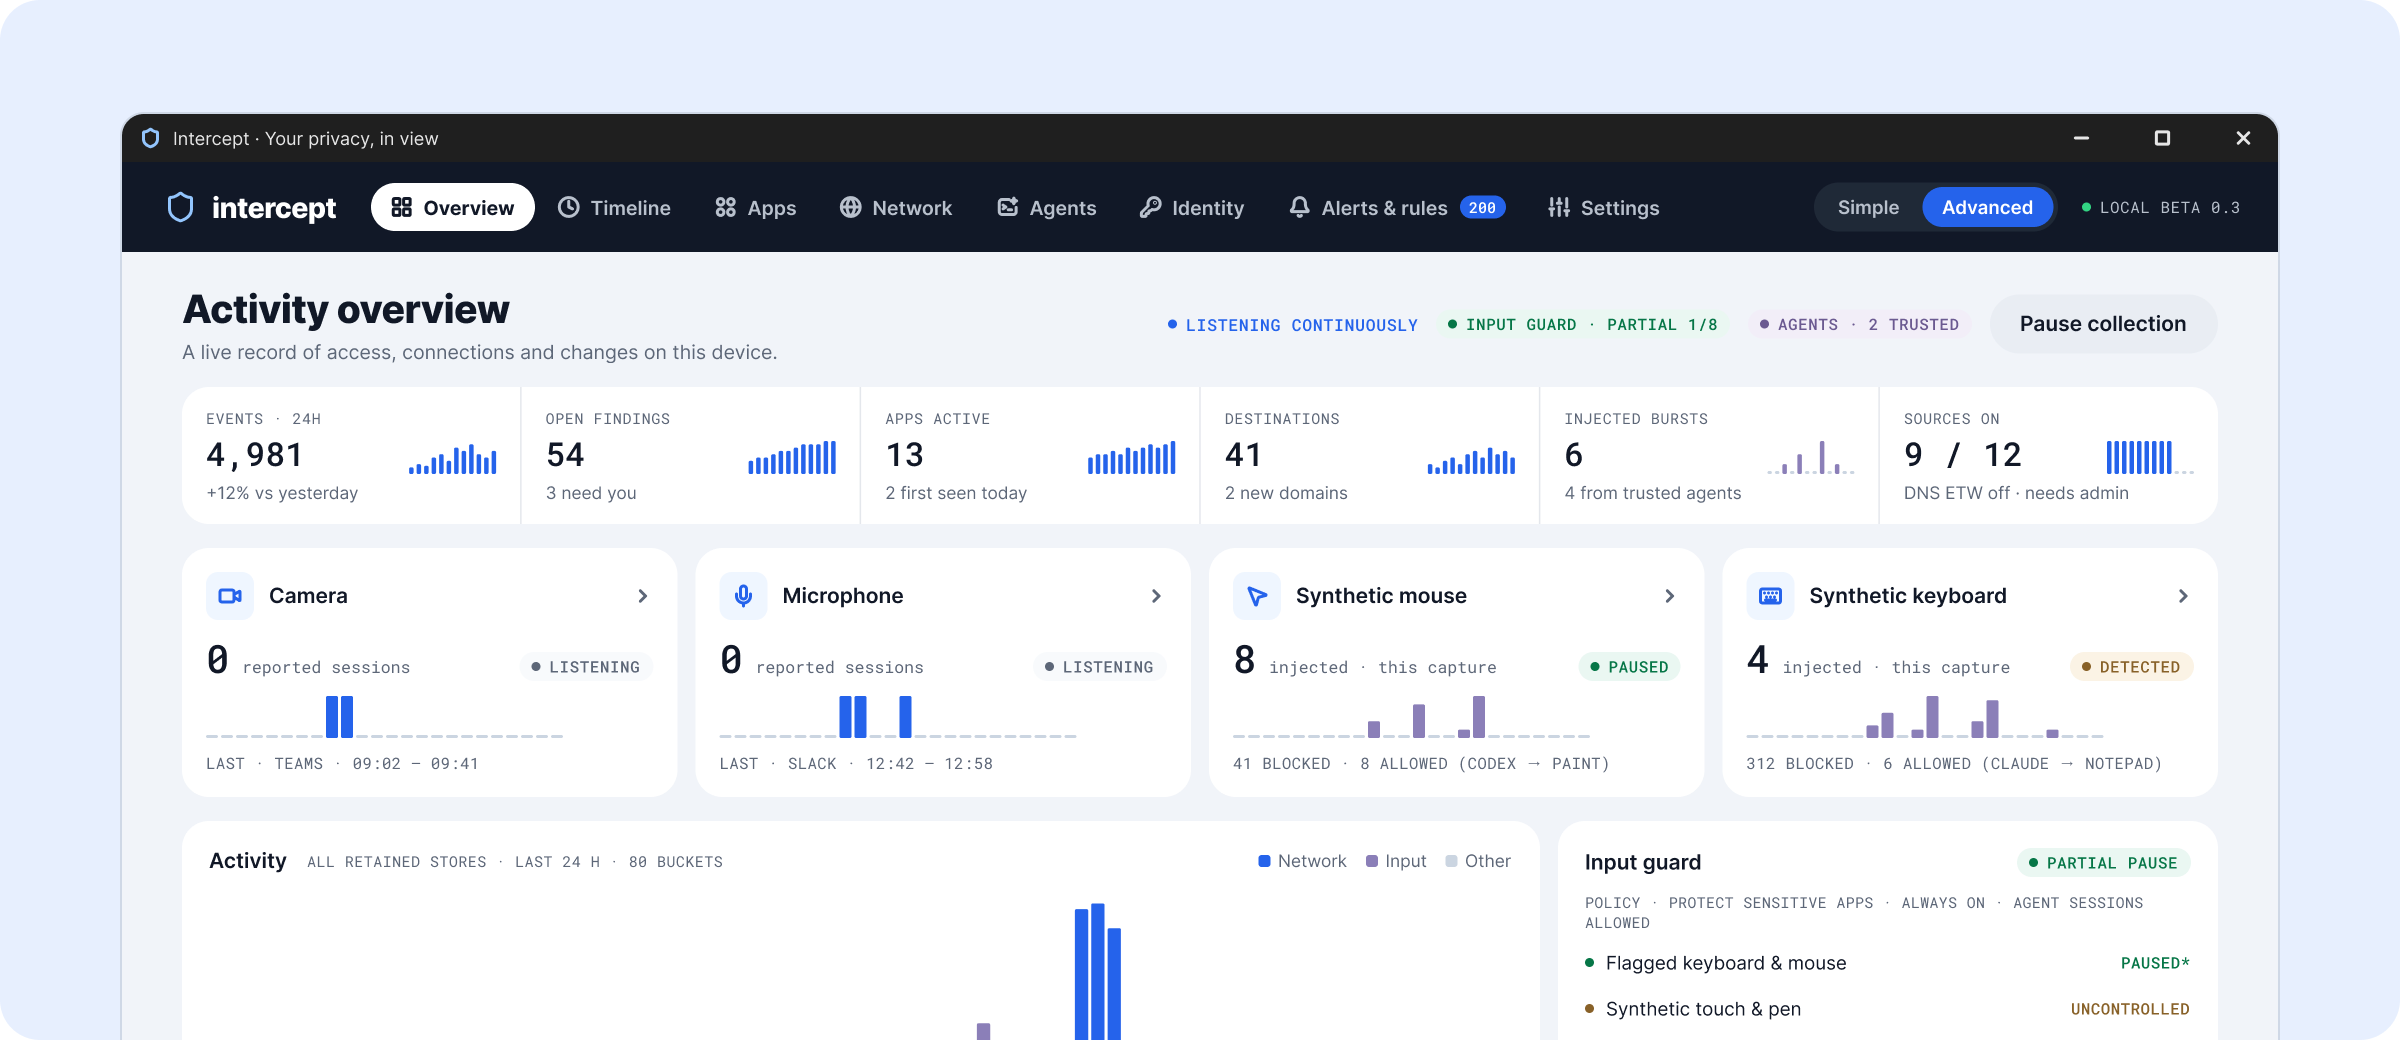 Intercept · Your privacy, in view
intercept
Overview
Timeline
Apps
Network
Agents
Identity
Alerts & rules 200
Settings
Simple
Advanced
LOCAL BETA 0.3
Activity overview
A live record of access, connections and changes on this device.
LISTENING CONTINUOUSLY
INPUT GUARD · PARTIAL 1/8
AGENTS · 2 TRUSTED
Pause collection
EVENTS · 24H
4,981
+12% vs yesterday
OPEN FINDINGS
54
3 need you
APPS ACTIVE
13
2 first seen today
DESTINATIONS
41
2 new domains
INJECTED BURSTS
6
4 from trusted agents
SOURCES ON
9 / 12
DNS ETW off · needs admin
Camera
0 reported sessions
LISTENING
LAST · TEAMS · 09:02 – 09:41
Microphone
0 reported sessions
LISTENING
LAST · SLACK · 12:42 – 12:58
Synthetic mouse
8 injected · this capture
PAUSED
41 BLOCKED · 8 ALLOWED (CODEX → PAINT)
Synthetic keyboard
4 injected · this capture
DETECTED
312 BLOCKED · 6 ALLOWED (CLAUDE → NOTEPAD)
Activity
ALL RETAINED STORES · LAST 24 H · 80 BUCKETS
Network
Input
Other
Input guard
PARTIAL PAUSE
POLICY · PROTECT SENSITIVE APPS · ALWAYS ON · AGENT SESSIONS
ALLOWED
Flagged keyboard & mouse
PAUSED*
Synthetic touch & pen
UNCONTROLLED